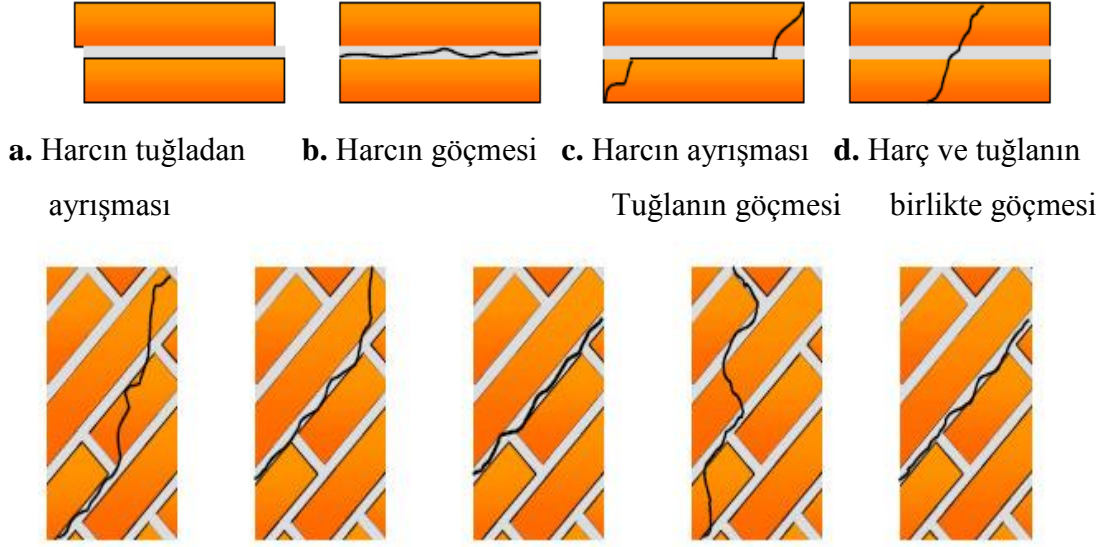 a. Harcın tuğladan b. Harcın göçmesi c. Harcın ayrışması d. Harç ve tuğlanın
ayrışması Tuğlanın göçmesi birlikte göçmesi